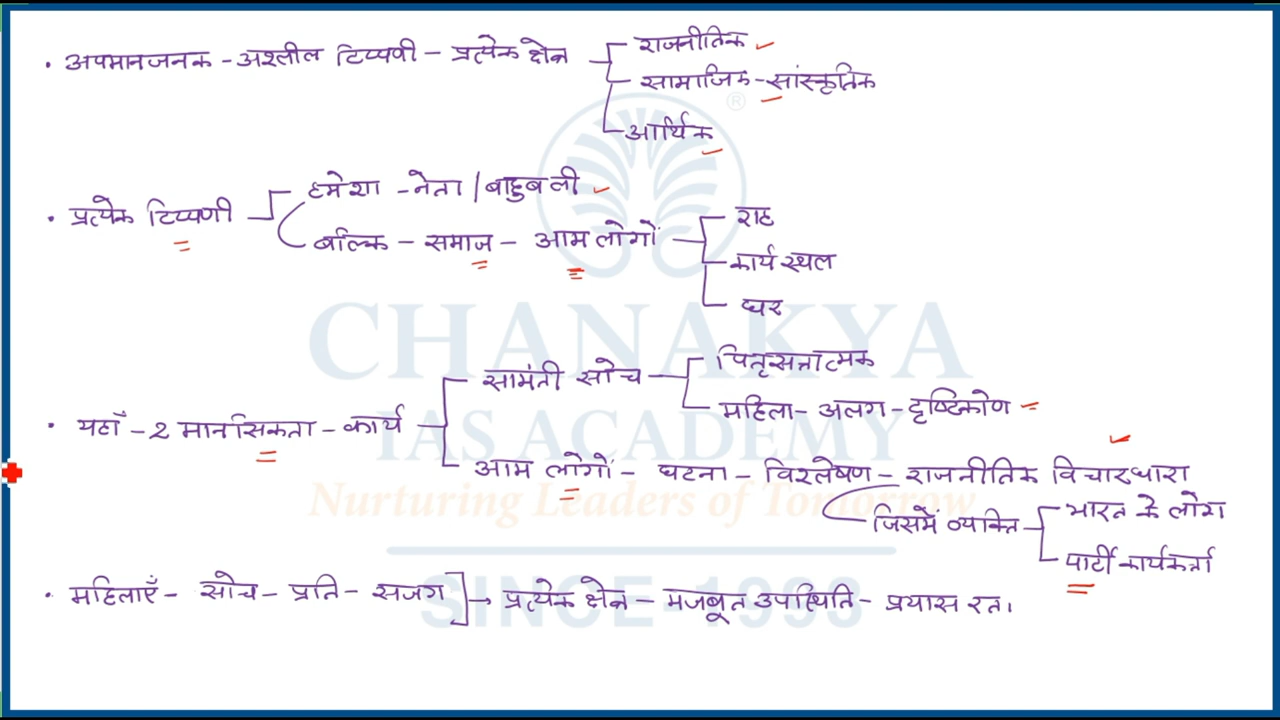 • अपमानजनक - अश्लील टिप्पणी - प्रत्येक क्षेत्र
राजनीतिक
सामाजिक - सांस्कृतिक
आर्थिक
• प्रत्येक टिप्पणी
हमेशा - नेता / बाहुबली
बल्कि - समाज - आम लोगों
राह
कार्य स्थल
घर
• यहाँ - 2 मानसिकता - कार्य
सामंती सोच
पितृसत्तात्मक
महिला - अलग - दृष्टिकोण
आम लोगों - घटना - विश्लेषण - राजनीतिक विचारधारा
जिसमें व्यक्ति
भारत के लोग
पार्टी कार्यकर्ता
• महिलाएँ - सोच - प्रति - सजग → प्रत्येक क्षेत्र - मजबूत उपस्थिति - प्रयास रत।
®
CHANAKYA
IAS ACADEMY
Nurturing Leaders of Tomorrow
SINCE-1993